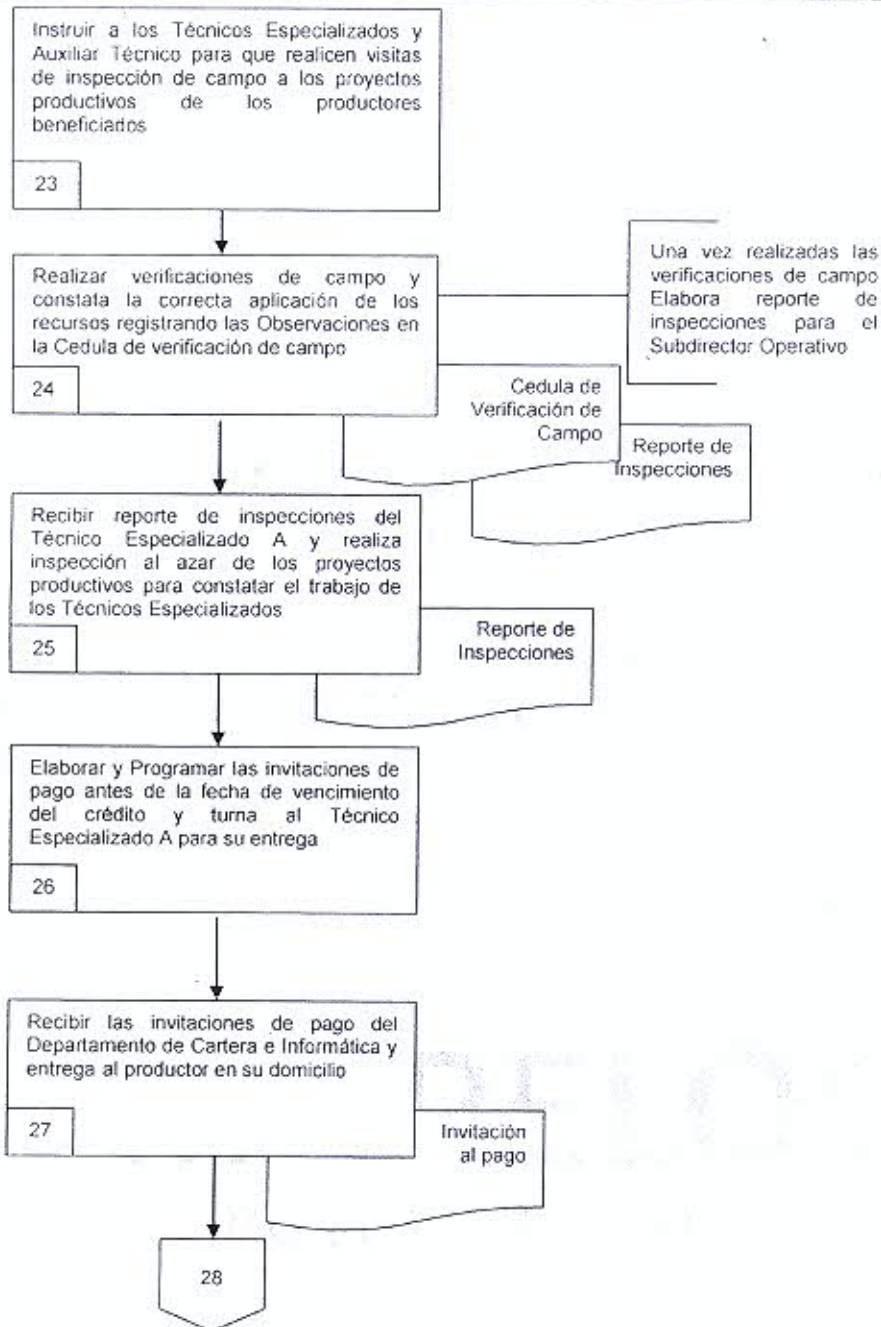 Instruir a los Técnicos Especializados y
Auxiliar Técnico para que realicen visitas
de inspección de campo a los proyectos
productivos de los productores
beneficiados
23
Realizar verificaciones de campo y
constata la correcta aplicación de los
recursos registrando las Observaciones en
la Cedula de verificación de campo
24
Una vez realizadas las
verificaciones de campo
Elabora reporte de
inspecciones para el
Subdirector Operativo
Cedula de
Verificación de
Campo
Reporte de
Inspecciones
Recibir reporte de inspecciones del
Técnico Especializado A y realiza
inspección al azar de los proyectos
productivos para constatar el trabajo de
los Técnicos Especializados
25
Reporte de
Inspecciones
Elaborar y Programar las invitaciones de
pago antes de la fecha de vencimiento
del crédito y turna al Técnico
Especializado A para su entrega
26
Recibir las invitaciones de pago del
Departamento de Cartera e Informática y
entrega al productor en su domicilio
27
Invitación
al pago
28